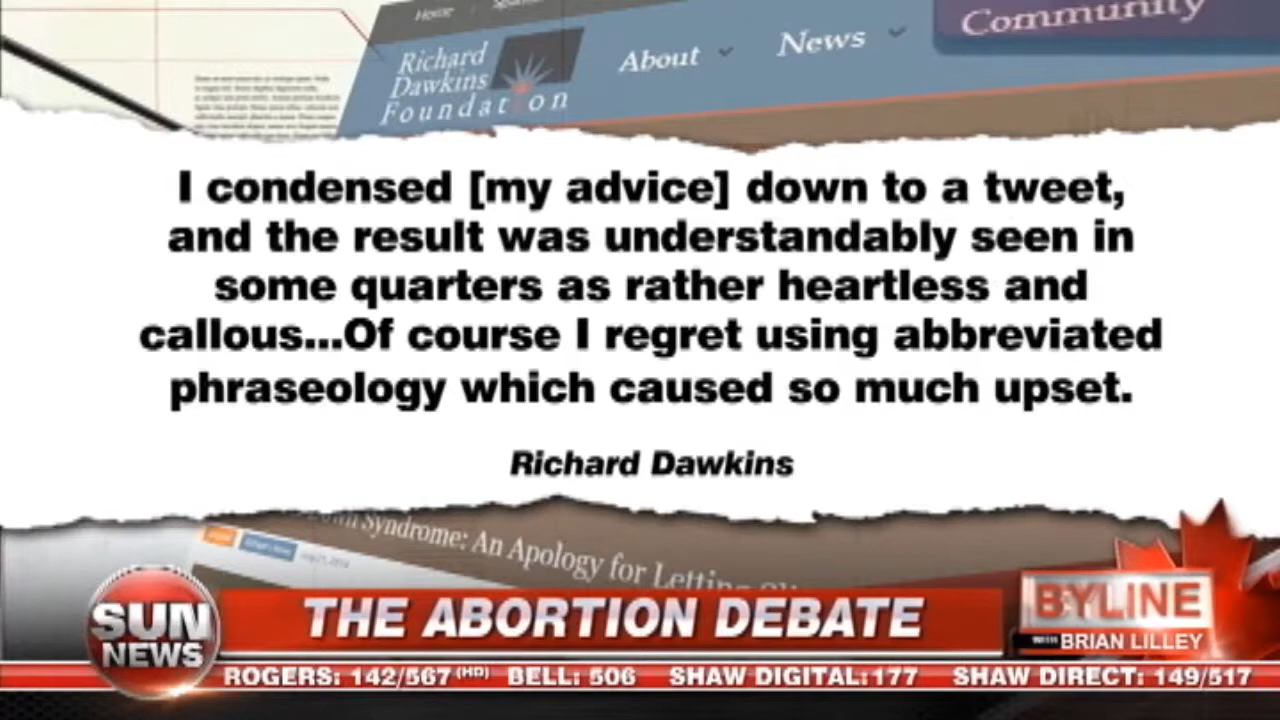 Home
Richard
Dawkins
Foundation
About
News
Community
I condensed [my advice] down to a tweet,
and the result was understandably seen in
some quarters as rather heartless and
callous...Of course I regret using abbreviated
phraseology which caused so much upset.
Richard Dawkins
Syndrome: An Apology for Letting
SUN
NEWS
THE ABORTION DEBATE
BYLINE
WITH BRIAN LILLEY
ROGERS: 142/567 (HD) BELL: 506 SHAW DIGITAL: 177 SHAW DIRECT: 149/517